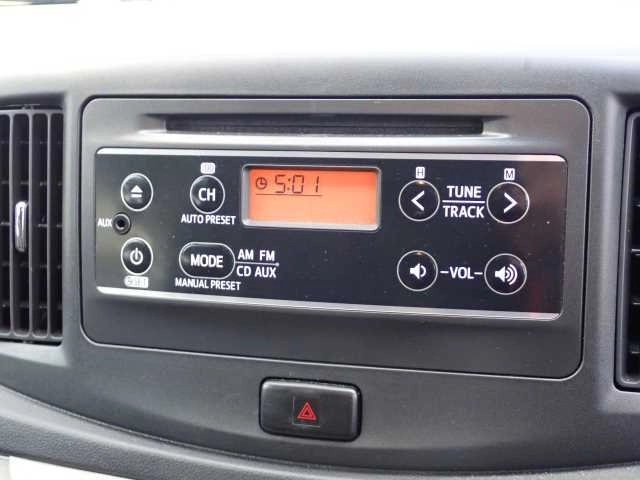 H M
CH
5:01
TUNE
TRACK
AUX
AUTO PRESET
MODE
AM FM
CD AUX
-VOL-
MANUAL PRESET